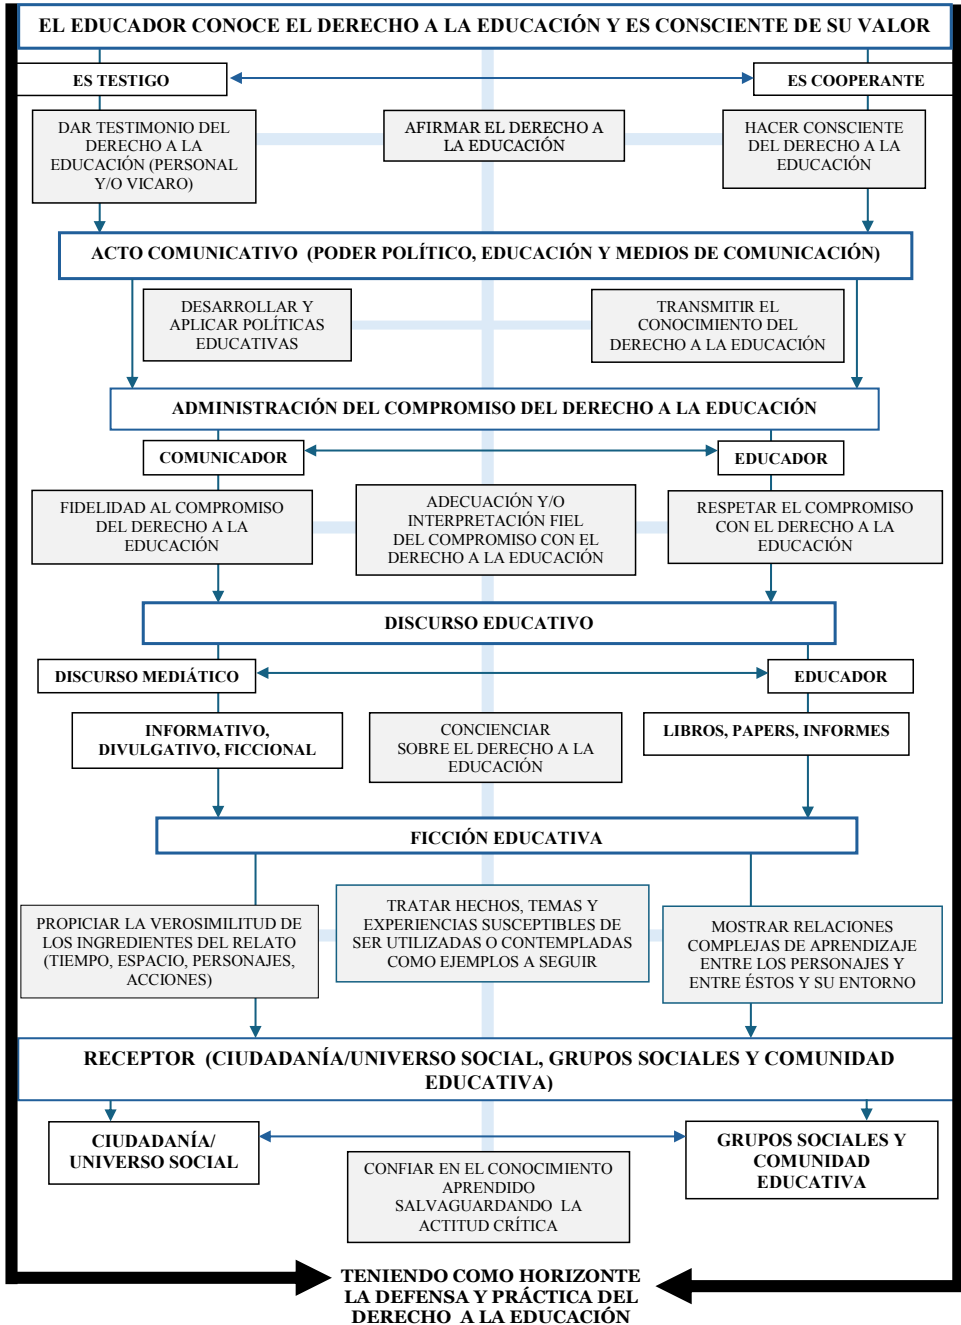 EL EDUCADOR CONOCE EL DERECHO A LA EDUCACIÓN Y ES CONSCIENTE DE SU VALOR
ES TESTIGO
ES COOPERANTE
DAR TESTIMONIO DEL
DERECHO A LA
EDUCACIÓN (PERSONAL
Y/O VICARO)
AFIRMAR EL DERECHO A
LA EDUCACIÓN
HACER CONSCIENTE
DEL DERECHO A LA
EDUCACIÓN
ACTO COMUNICATIVO (PODER POLÍTICO, EDUCACIÓN Y MEDIOS DE COMUNICACIÓN)
DESARROLLAR Y
APLICAR POLÍTICAS
EDUCATIVAS
TRANSMITIR EL
CONOCIMIENTO DEL
DERECHO A LA EDUCACIÓN
ADMINISTRACIÓN DEL COMPROMISO DEL DERECHO A LA EDUCACIÓN
COMUNICADOR
EDUCADOR
FIDELIDAD AL COMPROMISO
DEL DERECHO A LA
EDUCACIÓN
ADECUACIÓN Y/O
INTERPRETACIÓN FIEL
DEL COMPROMISO CON EL
DERECHO A LA EDUCACIÓN
RESPETAR EL COMPROMISO
CON EL DERECHO A LA
EDUCACIÓN
DISCURSO EDUCATIVO
DISCURSO MEDIÁTICO
EDUCADOR
INFORMATIVO,
DIVULGATIVO, FICCIONAL
CONCIENCIAR
SOBRE EL DERECHO A LA
EDUCACIÓN
LIBROS, PAPERS, INFORMES
FICCIÓN EDUCATIVA
PROPICIAR LA VEROSIMILITUD DE
LOS INGREDIENTES DEL RELATO
(TIEMPO, ESPACIO, PERSONAJES,
ACCIONES)
TRATAR HECHOS, TEMAS Y
EXPERIENCIAS SUSCEPTIBLES DE
SER UTILIZADAS O CONTEMPLADAS
COMO EJEMPLOS A SEGUIR
MOSTRAR RELACIONES
COMPLEJAS DE APRENDIZAJE
ENTRE LOS PERSONAJES Y
ENTRE ÉSTOS Y SU ENTORNO
RECEPTOR (CIUDADANÍA/UNIVERSO SOCIAL, GRUPOS SOCIALES Y COMUNIDAD
EDUCATIVA)
CIUDADANÍA/
UNIVERSO SOCIAL
GRUPOS SOCIALES Y
COMUNIDAD
EDUCATIVA
CONFIAR EN EL CONOCIMIENTO
APRENDIDO
SALVAGUARDANDO LA
ACTITUD CRÍTICA
TENIENDO COMO HORIZONTE
LA DEFENSA Y PRÁCTICA DEL
DERECHO A LA EDUCACIÓN